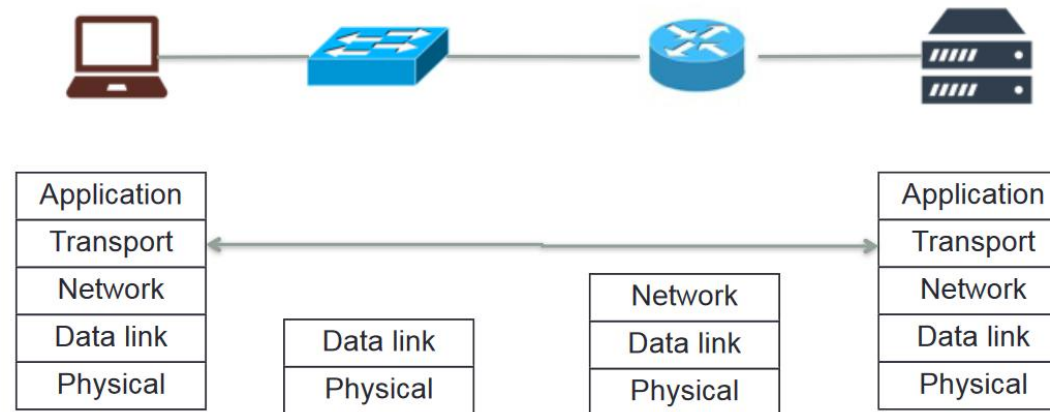 Application
Transport
Network
Data link
Physical
Data link
Physical
Network
Data link
Physical
Application
Transport
Network
Data link
Physical